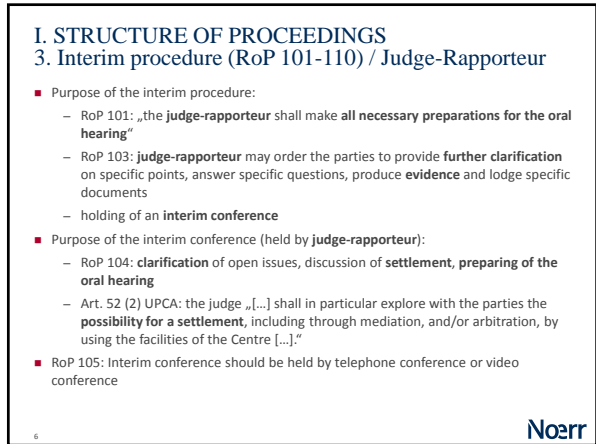 I. STRUCTURE OF PROCEEDINGS
3. Interim procedure (RoP 101-110) / Judge-Rapporteur
■ Purpose of the interim procedure:
– RoP 101: „the judge-rapporteur shall make all necessary preparations for the oral
hearing“
– RoP 103: judge-rapporteur may order the parties to provide further clarification
on specific points, answer specific questions, produce evidence and lodge specific
documents
– holding of an interim conference
■ Purpose of the interim conference (held by judge-rapporteur):
– RoP 104: clarification of open issues, discussion of settlement, preparing of the
oral hearing
– Art. 52 (2) UPCA: the judge „[…] shall in particular explore with the parties the
possibility for a settlement, including through mediation, and/or arbitration, by
using the facilities of the Centre […].“
■ RoP 105: Interim conference should be held by telephone conference or video
conference
6
Noerr